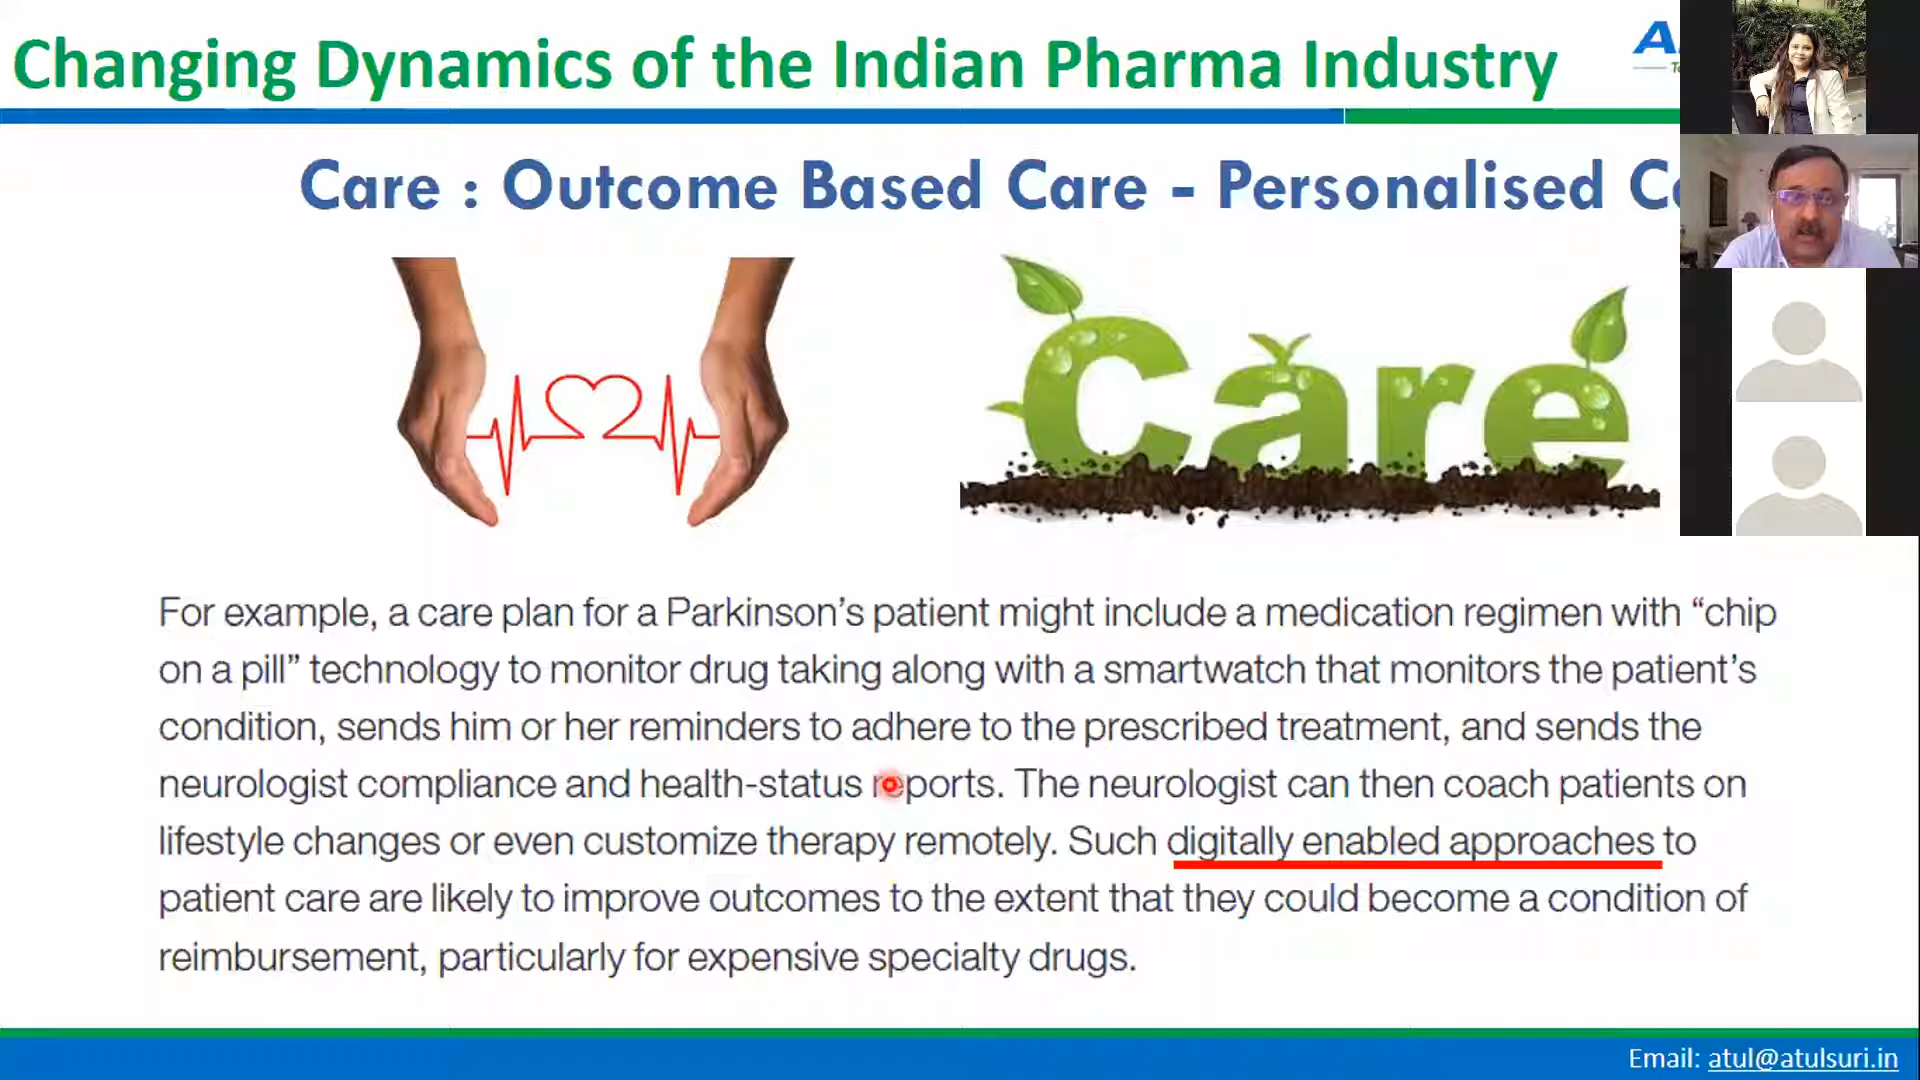 Changing Dynamics of the Indian Pharma Industry
Care : Outcome Based Care - Personalised
Care
For example, a care plan for a Parkinson’s patient might include a medication regimen with “chip
on a pill” technology to monitor drug taking along with a smartwatch that monitors the patient’s
condition, sends him or her reminders to adhere to the prescribed treatment, and sends the
neurologist compliance and health-status reports. The neurologist can then coach patients on
lifestyle changes or even customize therapy remotely. Such digitally enabled approaches to
patient care are likely to improve outcomes to the extent that they could become a condition of
reimbursement, particularly for expensive specialty drugs.
Email: atul@atulsuri.in